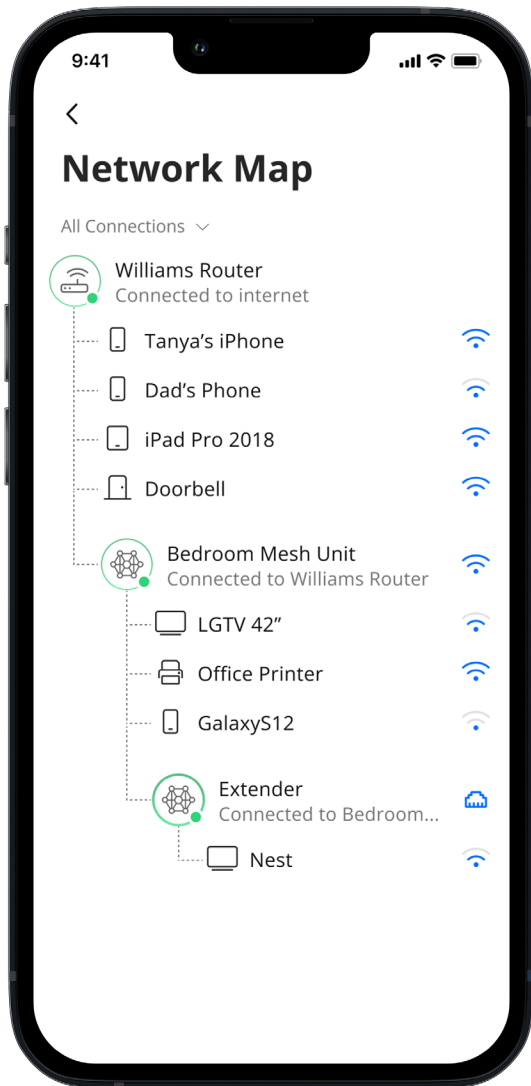 9:41
Network Map
All Connections
Williams Router
Connected to internet
Tanya’s iPhone
Dad’s Phone
iPad Pro 2018
Doorbell
Bedroom Mesh Unit
Connected to Williams Router
LGTV 42”
Office Printer
GalaxyS12
Extender
Connected to Bedroom...
Nest